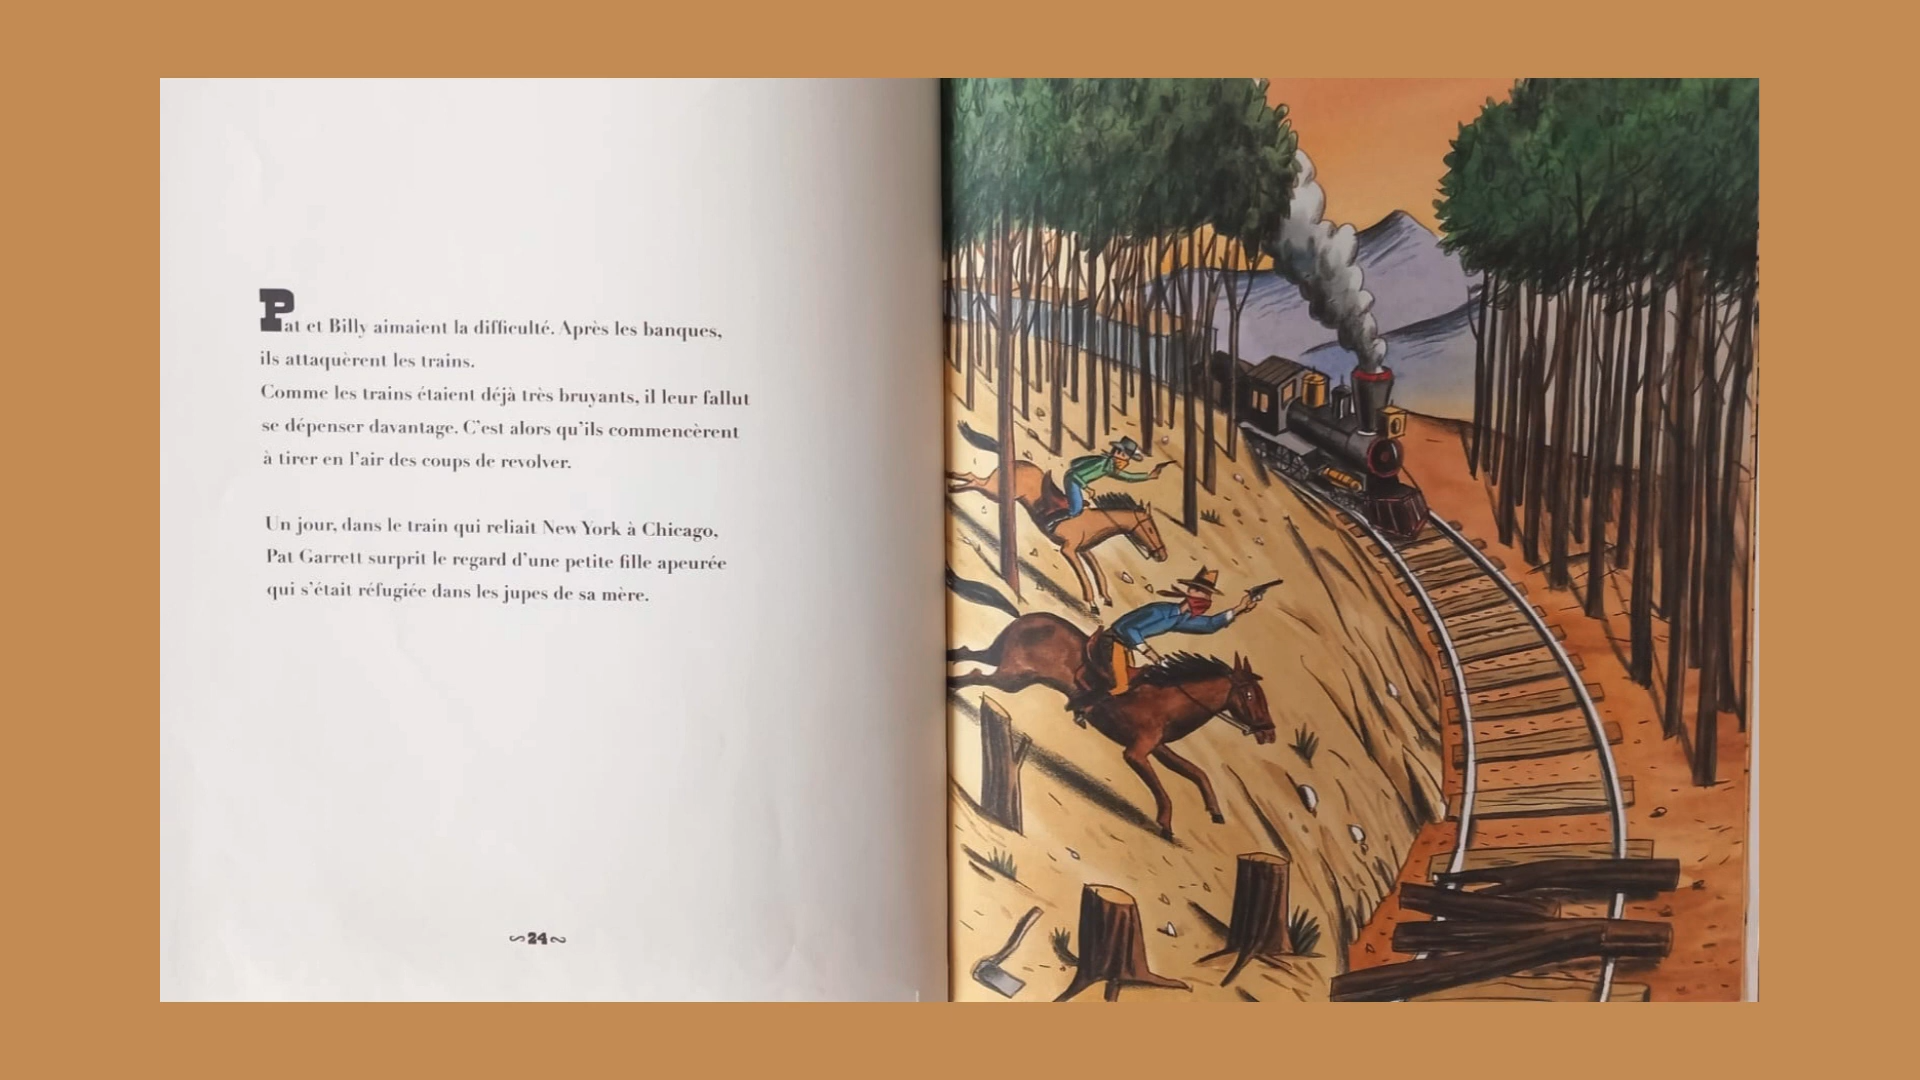 Pat et Billy aimaient la difficulté. Après les banques,
ils attaquèrent les trains.
Comme les trains étaient déjà très bruyants, il leur fallut
se dépenser davantage. C'est alors qu'ils commencèrent
à tirer en l'air des coups de revolver.
Un jour, dans le train qui reliait New York à Chicago,
Pat Garrett surprit le regard d'une petite fille apeurée
qui s'était réfugiée dans les jupes de sa mère.
24